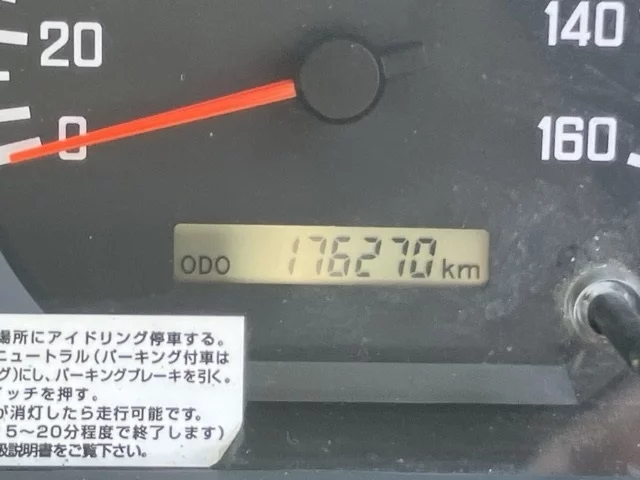 20
0
140
160
ODO 176270 km
場所にアイドリング停車する。
ニュートラル(パーキング付車は
グ)にし、パーキングブレーキを引く。
イッチを押す。
が消灯したら走行可能です。
15〜20分程度で終了します)
扱説明書をご覧下さい。